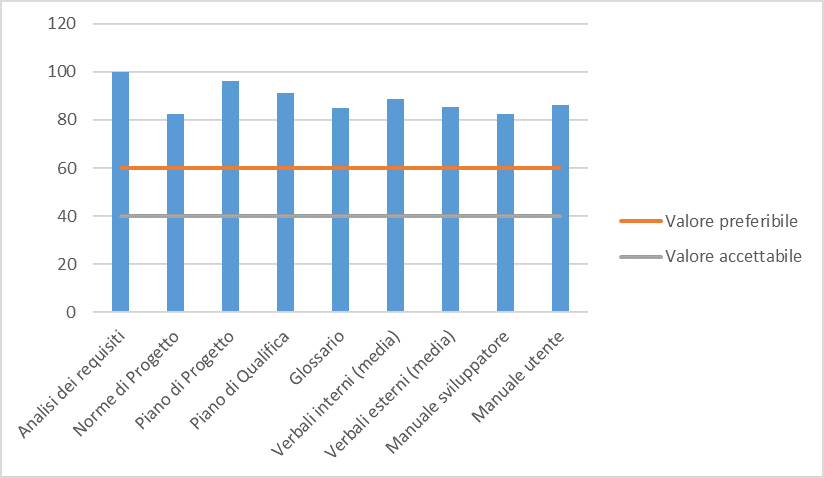 120
100
80
60
40
20
0
Analisi dei requisiti
Norme di Progetto
Piano di Progetto
Piano di Qualifica
Glossario
Verbali interni (media)
Verbali esterni (media)
Manuale sviluppatore
Manuale utente
Valore preferibile
Valore accettabile